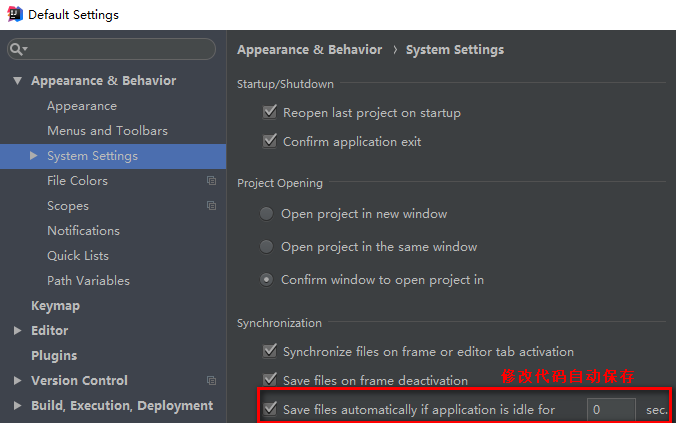 Default Settings
Appearance & Behavior
Appearance
Menus and Toolbars
System Settings
File Colors
Scopes
Notifications
Quick Lists
Path Variables
Keymap
Editor
Plugins
Version Control
Build, Execution, Deployment
Appearance & Behavior › System Settings
Startup/Shutdown
Reopen last project on startup
Confirm application exit
Project Opening
Open project in new window
Open project in the same window
Confirm window to open project in
Synchronization
Synchronize files on frame or editor tab activation
Save files on frame deactivation
修改代码自动保存
Save files automatically if application is idle for 0 sec.